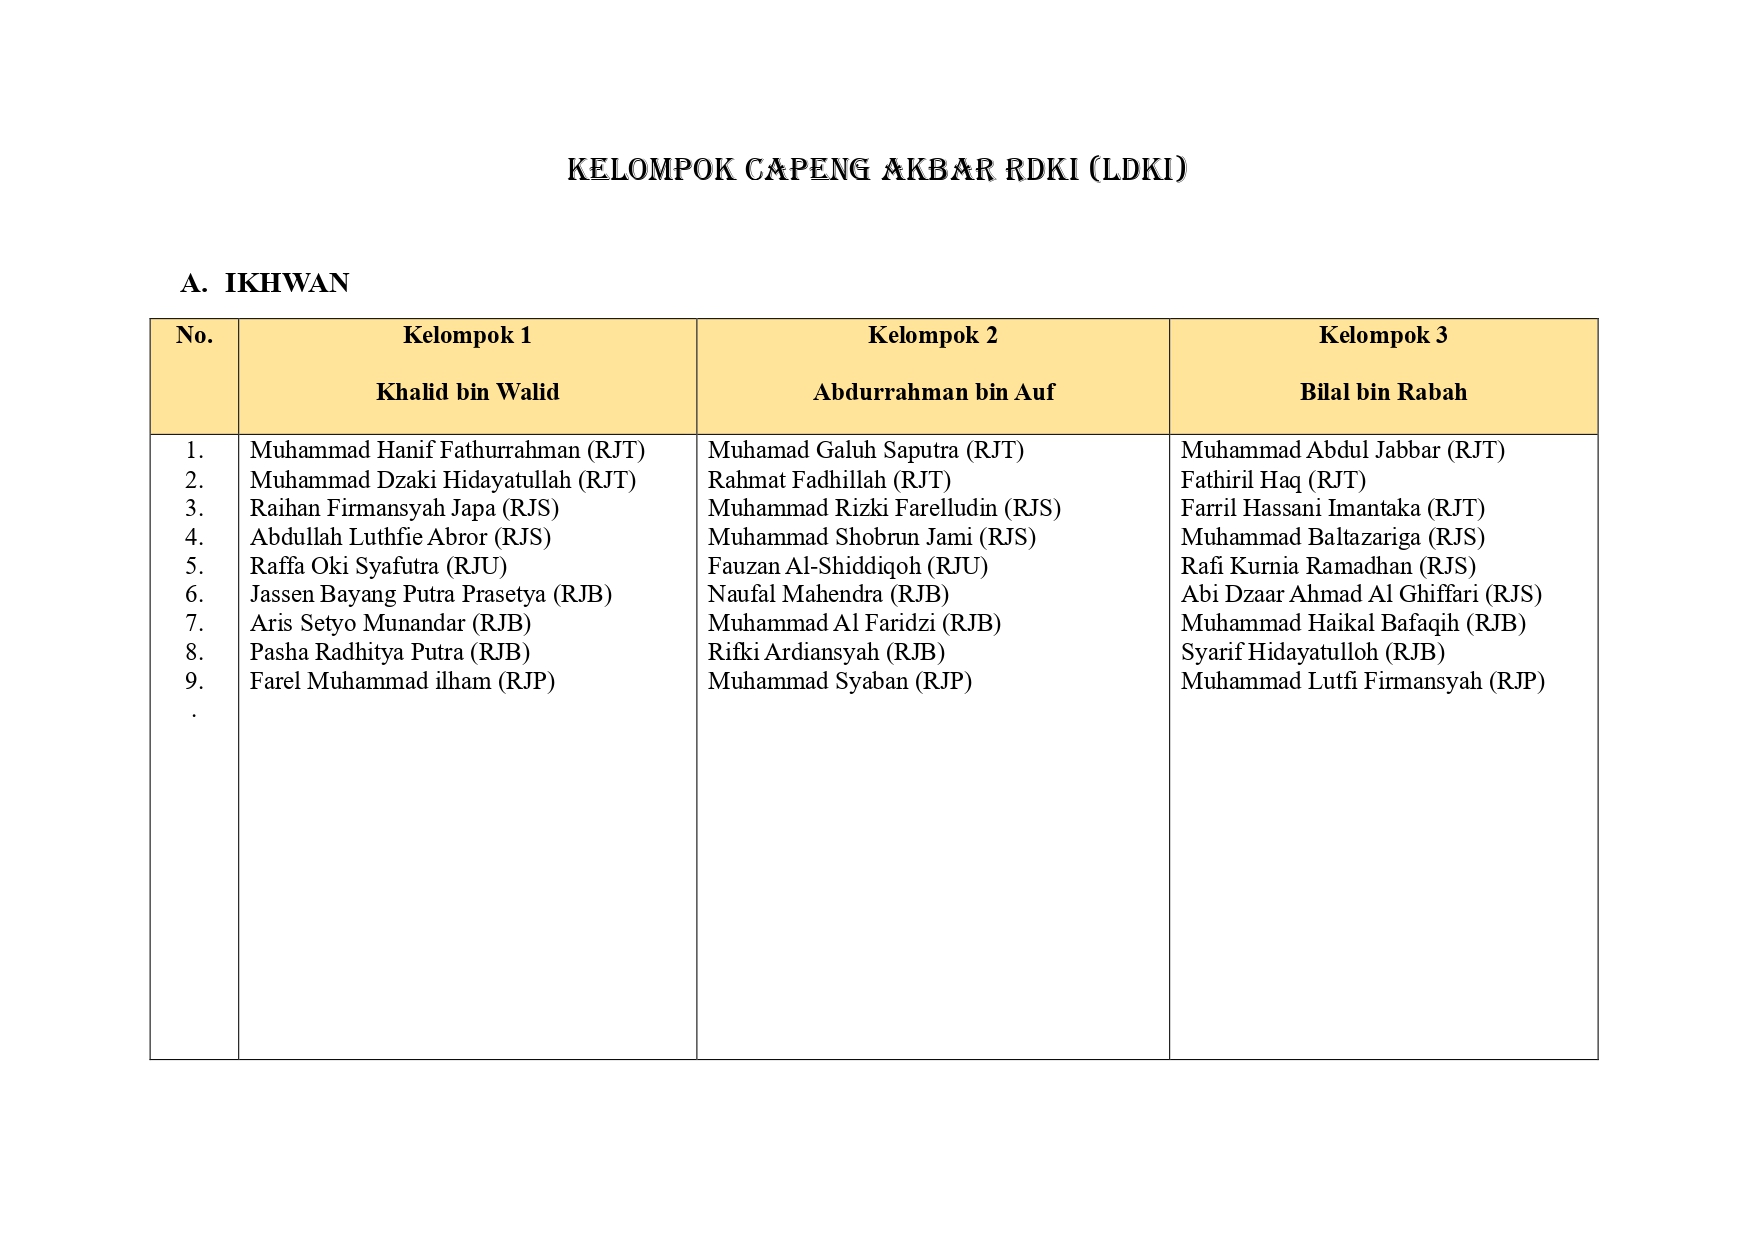 KELOMPOK CAPENG AKBAR RDKI (LDKI)
A. IKHWAN
No. Kelompok 1 Kelompok 2 Kelompok 3
Khalid bin Walid Abdurrahman bin Auf Bilal bin Rabah
1. Muhammad Hanif Fathurrahman (RJT) Muhamad Galuh Saputra (RJT) Muhammad Abdul Jabbar (RJT)
2. Muhammad Dzaki Hidayatullah (RJT) Rahmat Fadhillah (RJT) Fathiril Haq (RJT)
3. Raihan Firmansyah Japa (RJS) Muhammad Rizki Farelludin (RJS) Farril Hassani Imantaka (RJT)
4. Abdullah Luthfie Abror (RJS) Muhammad Shobrun Jami (RJS) Muhammad Baltazariga (RJS)
5. Raffa Oki Syafutra (RJU) Fauzan Al-Shiddiqoh (RJU) Rafi Kurnia Ramadhan (RJS)
6. Jassen Bayang Putra Prasetya (RJB) Naufal Mahendra (RJB) Abi Dzaar Ahmad Al Ghiffari (RJS)
7. Aris Setyo Munandar (RJB) Muhammad Al Faridzi (RJB) Muhammad Haikal Bafaqih (RJB)
8. Pasha Radhitya Putra (RJB) Rifki Ardiansyah (RJB) Syarif Hidayatulloh (RJB)
9. Farel Muhammad ilham (RJP) Muhammad Syaban (RJP) Muhammad Lutfi Firmansyah (RJP)
.